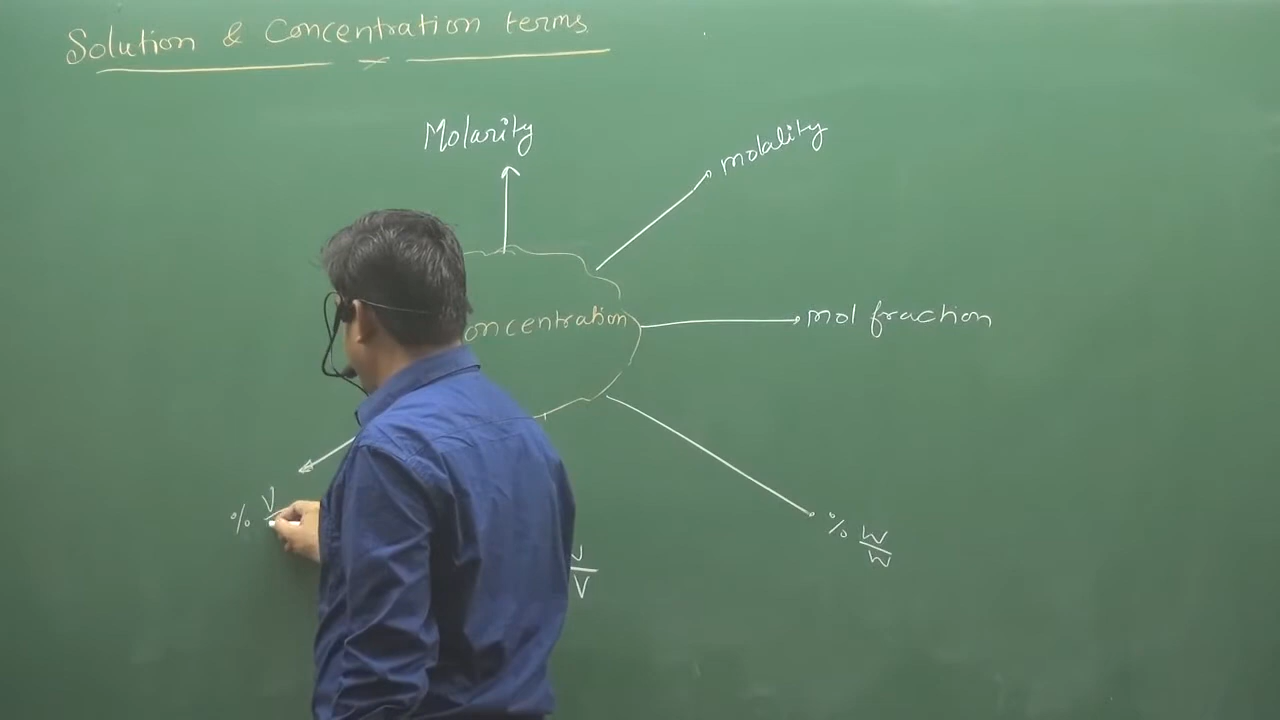 Solution & Concentration terms
Molarity
molality
oncentration
mol fraction
% V
% W
W
V